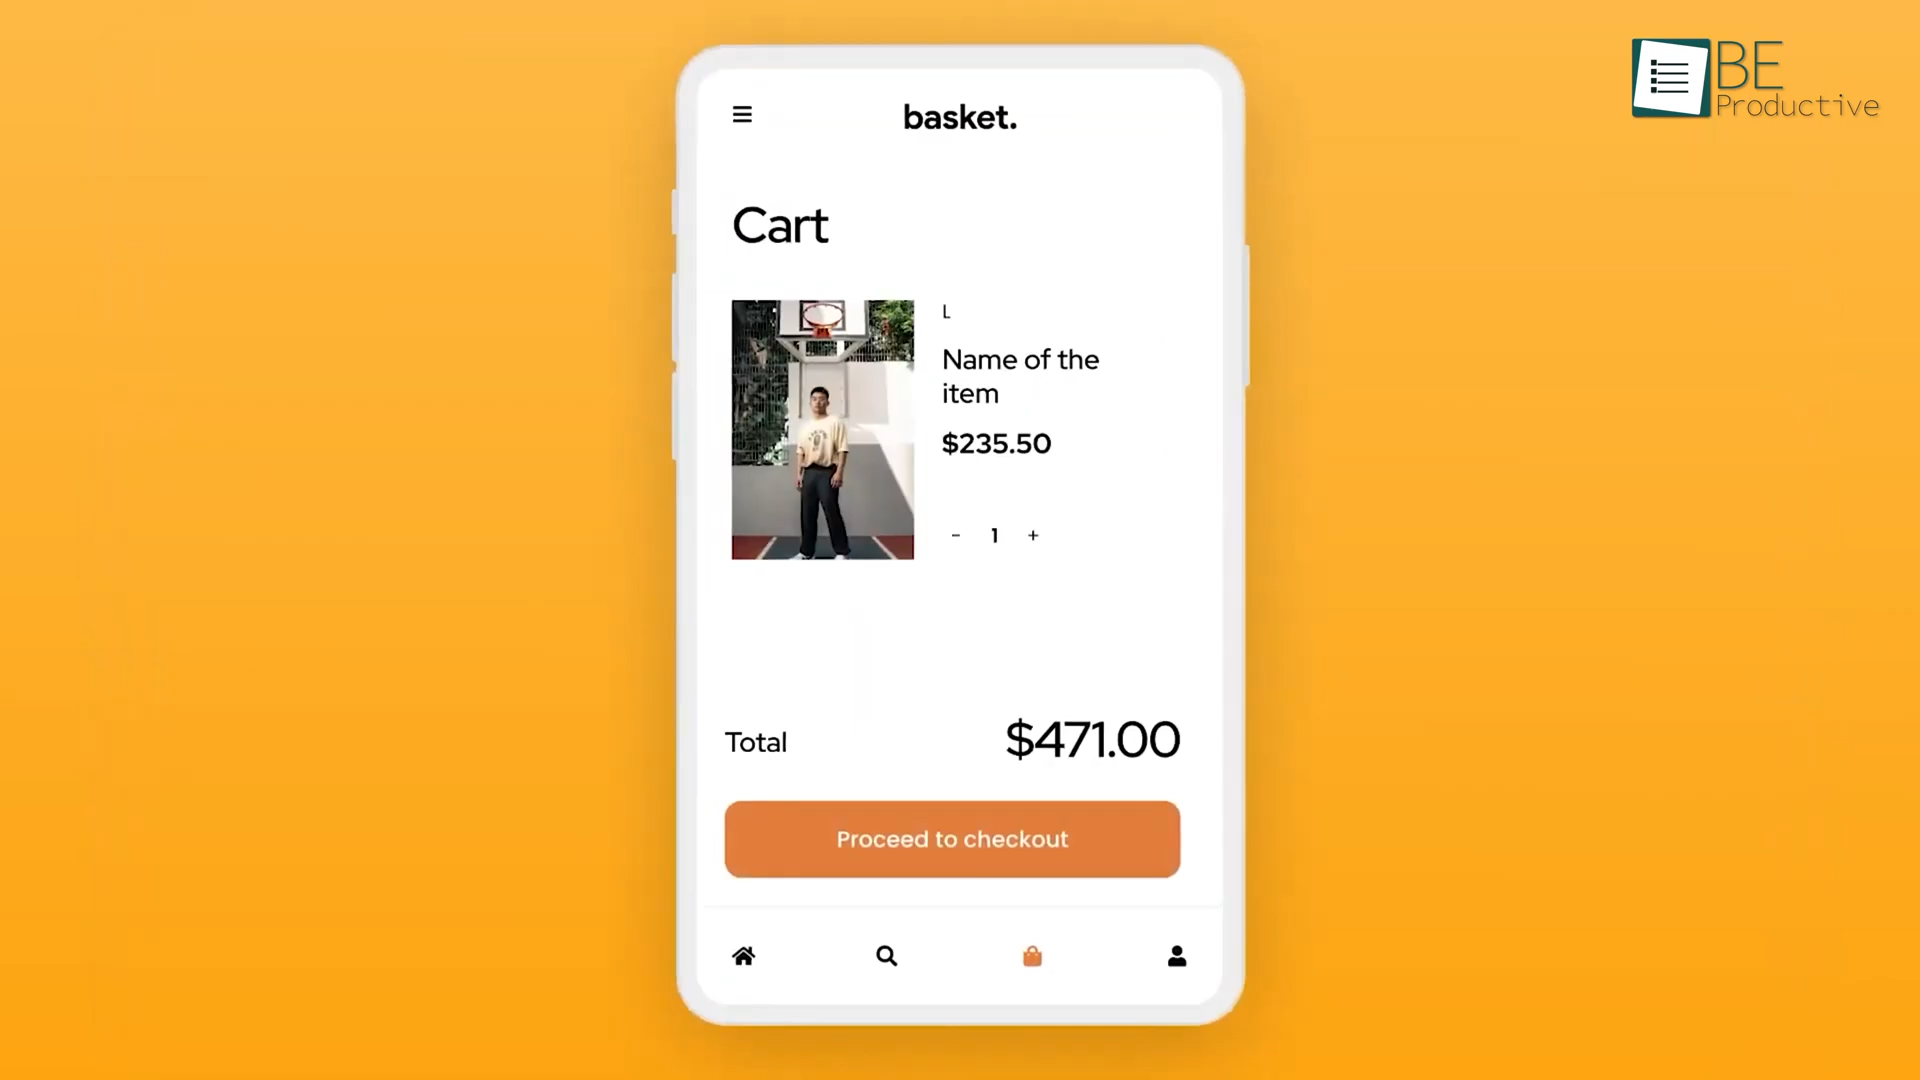 BE
Productive
basket.
Cart
L
Name of the
item
$235.50
- 1 +
Total
$471.00
Proceed to checkout